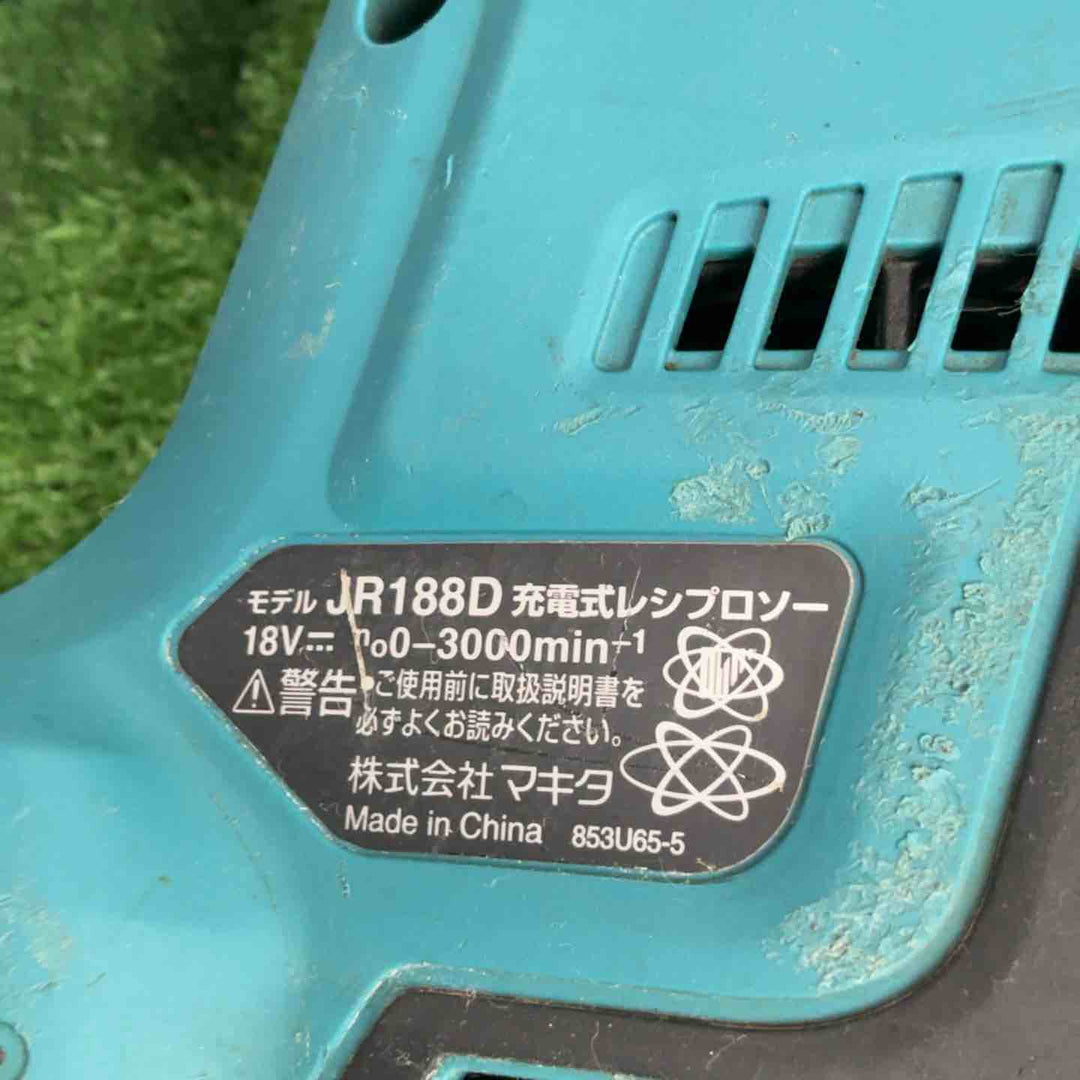 モデル JR188D 充電式レシプロソー
18V⎓ n₀0-3000min⁻¹
⚠警告 •ご使用前に取扱説明書を
必ずよくお読みください。
株式会社 マキタ
Made in China 853U65-5